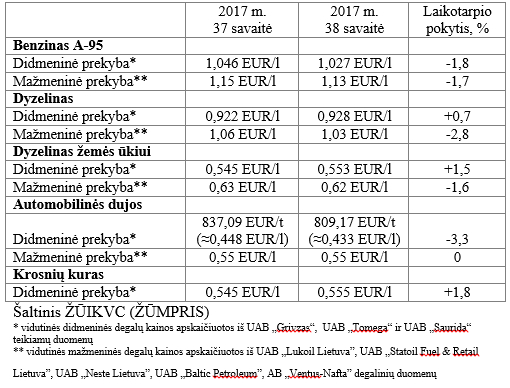 2017 m. 2017 m. Laikotarpio
37 savaitė 38 savaitė pokytis, %
Benzinas A-95
Didmeninė prekyba* 1,046 EUR/l 1,027 EUR/l -1,8
Mažmeninė prekyba** 1,15 EUR/l 1,13 EUR/l -1,7
Dyzelinas
Didmeninė prekyba* 0,922 EUR/l 0,928 EUR/l +0,7
Mažmeninė prekyba** 1,06 EUR/l 1,03 EUR/l -2,8
Dyzelinas žemės ūkiui
Didmeninė prekyba* 0,545 EUR/l 0,553 EUR/l +1,5
Mažmeninė prekyba** 0,63 EUR/l 0,62 EUR/l -1,6
Automobilinės dujos
837,09 EUR/t 809,17 EUR/t
Didmeninė prekyba* (≈0,448 EUR/l) (≈0,433 EUR/l) -3,3
Mažmeninė prekyba** 0,55 EUR/l 0,55 EUR/l 0
Krosnių kuras
Didmeninė prekyba* 0,545 EUR/l 0,555 EUR/l +1,8
Šaltinis ŽŪIKVC (ŽŪMPRIS)
* vidutinės didmeninės degalų kainos apskaičiuotos iš UAB „Grivzas“, UAB „Tomega“ ir UAB „Saurida“
teikiamų duomenų
** vidutinės mažmeninės degalų kainos apskaičiuotos iš UAB „Lukoil Lietuva”, UAB „Statoil Fuel & Retail
Lietuva”, UAB „Neste Lietuva”, UAB „Baltic Petroleum”, AB „Ventus-Nafta” degalinių duomenų